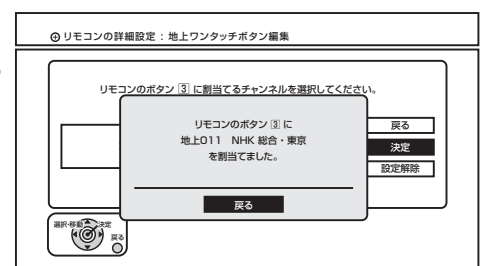 リモコンの詳細設定：地上ワンタッチボタン編集
リモコンのボタン 3 に割当てるチャンネルを選択してください。
リモコンのボタン 3 に
地上011　NHK 総合・東京
を割当てました。
戻る
戻る
決定
設定解除
選択・移動 決定
戻る